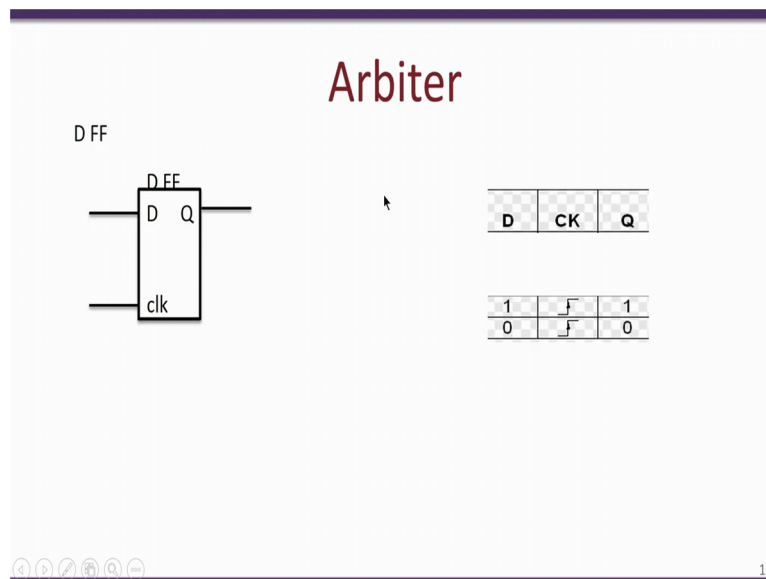 Arbiter
D FF
D FF
D Q
clk
D CK Q
1 1
0 0
1